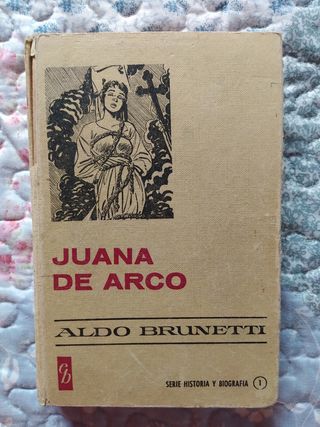 JUANA
DE ARCO
ALDO BRUNETTI
SERIE HISTORIA Y BIOGRAFIA 1